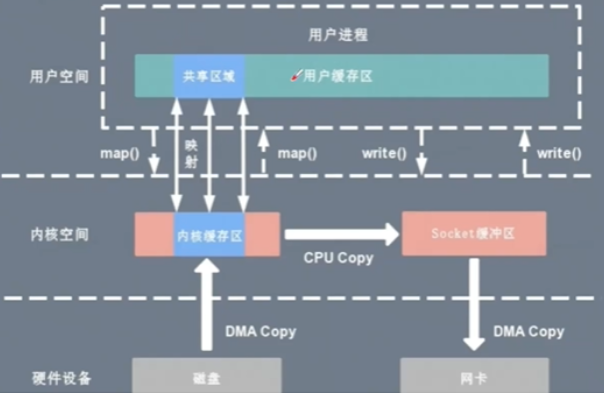 用户进程
用户空间
共享区域
用户缓存区
map()
映射
map()
write()
write()
内核空间
内核缓存区
CPU Copy
Socket缓冲区
DMA Copy
DMA Copy
硬件设备
磁盘
网卡